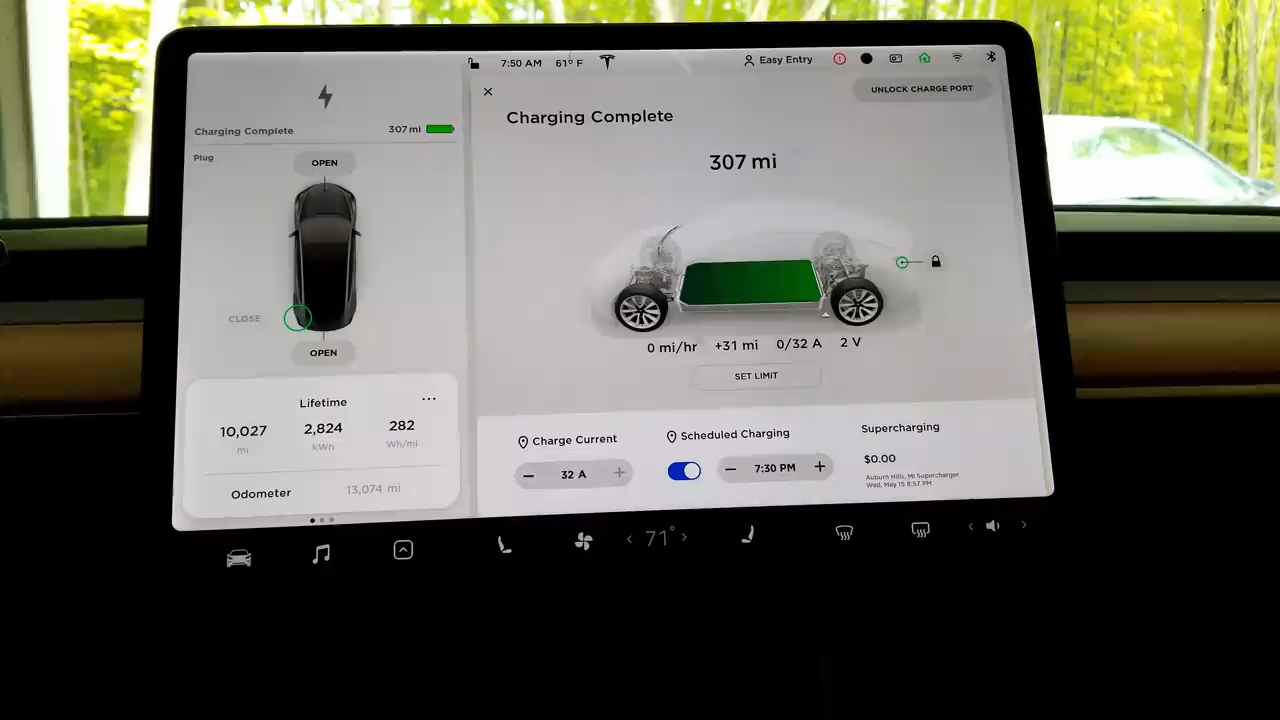 7:50 AM 61°F Easy Entry
UNLOCK CHARGE PORT
Charging Complete 307 mi
Plug
OPEN
CLOSE
OPEN
Lifetime ...
10,027 2,824 282
mi kWh Wh/mi
Odometer 13,074 mi
Charging Complete
307 mi
0 mi/hr +31 mi 0/32 A 2 V
SET LIMIT
Charge Current
− 32 A +
Scheduled Charging
− 7:30 PM +
Supercharging
$0.00
Auburn Hills, MI Supercharger
Wed, May 15 8:57 PM
< 71° >